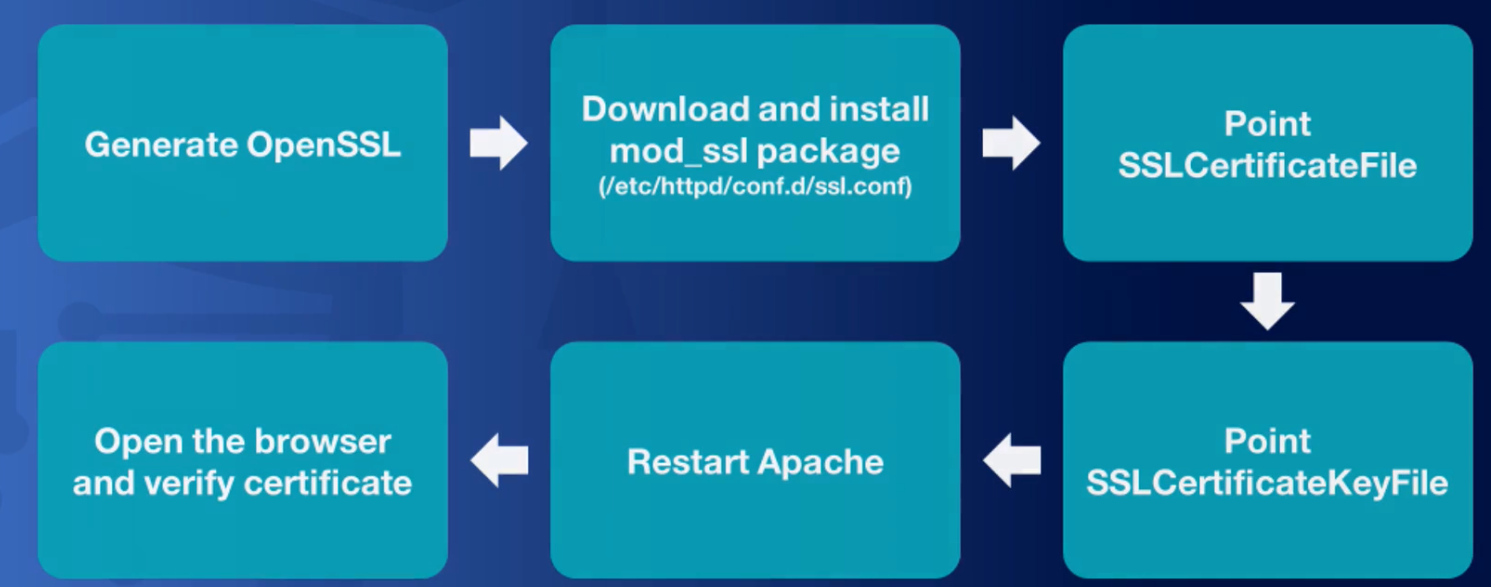 Generate OpenSSL
Download and install
mod_ssl package
(/etc/httpd/conf.d/ssl.conf)
Point
SSLCertificateFile
Point
SSLCertificateKeyFile
Restart Apache
Open the browser
and verify certificate